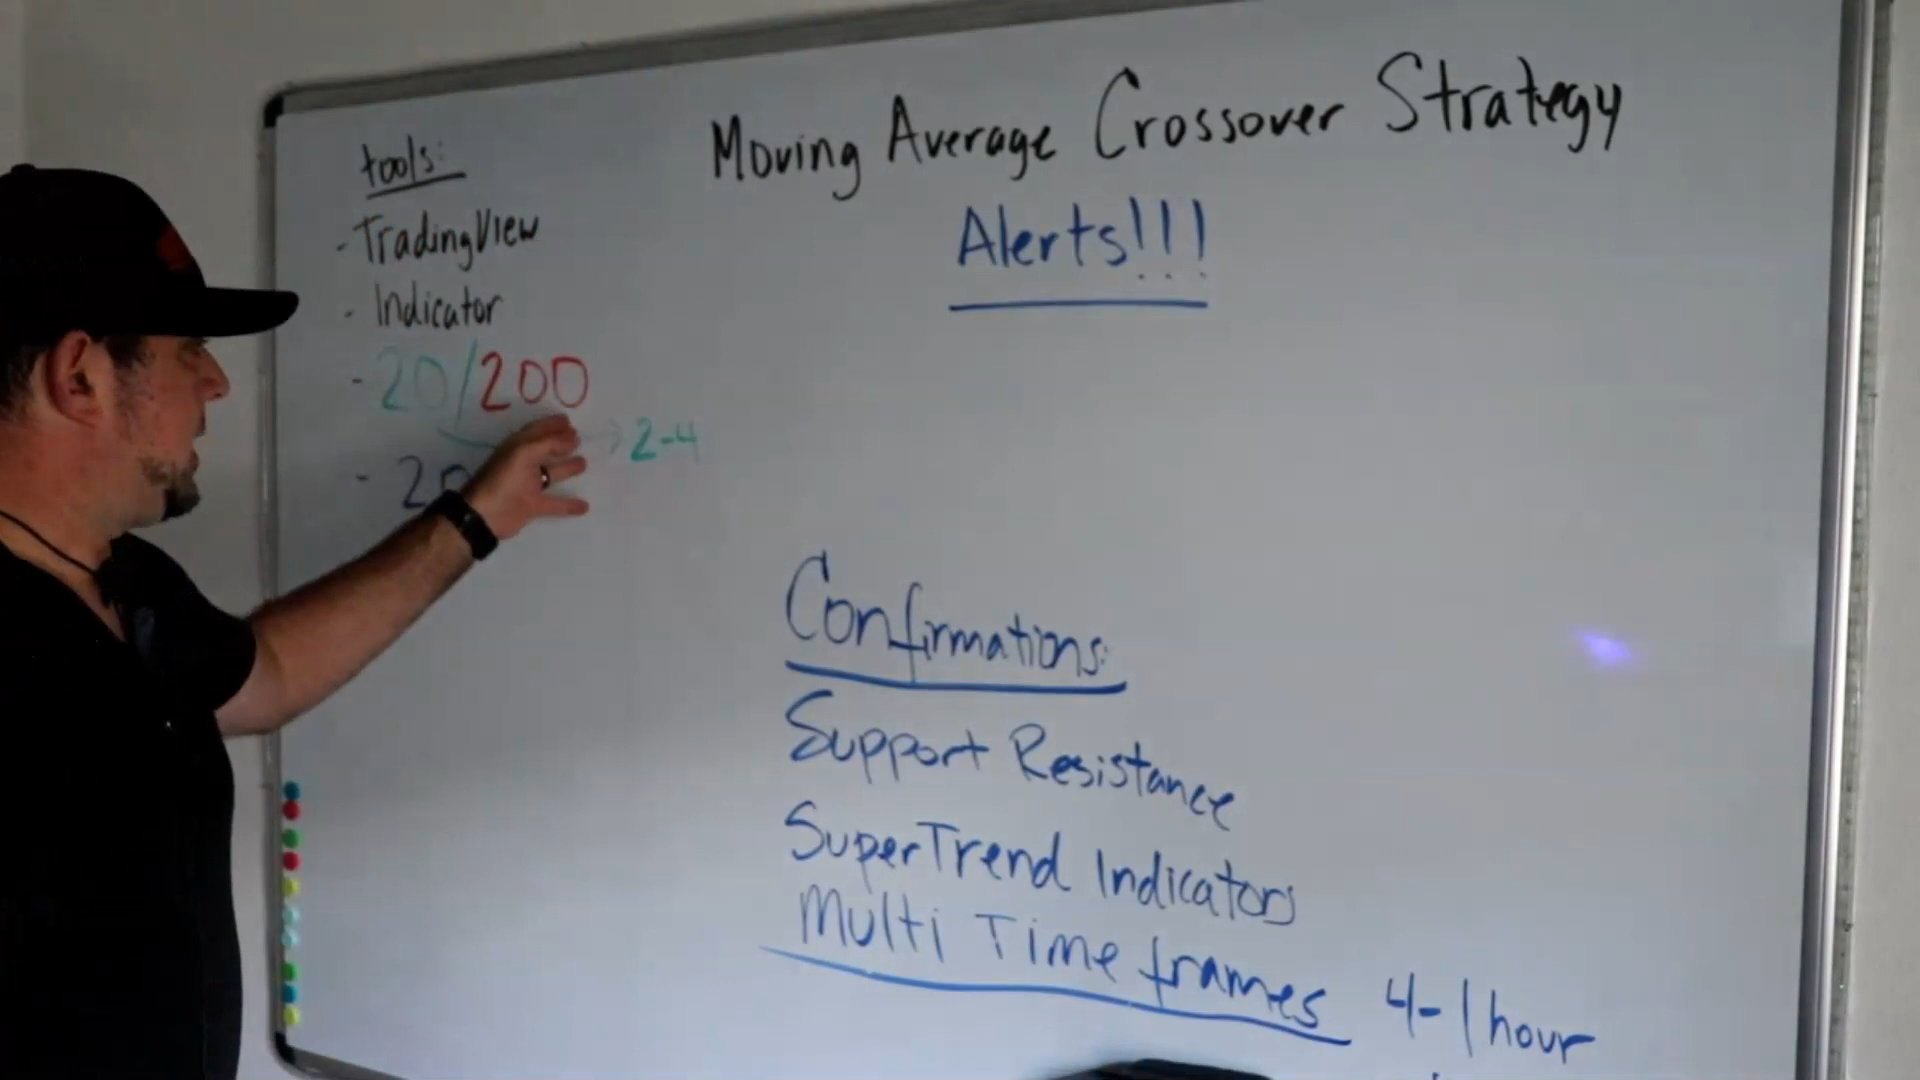 Moving Average Crossover Strategy
Alerts!!!
tools:
- TradingView
- Indicator
- 20/200
2-4
- 20
Confirmations:
Support Resistance
SuperTrend Indicators
Multi Time frames 4-1 hour